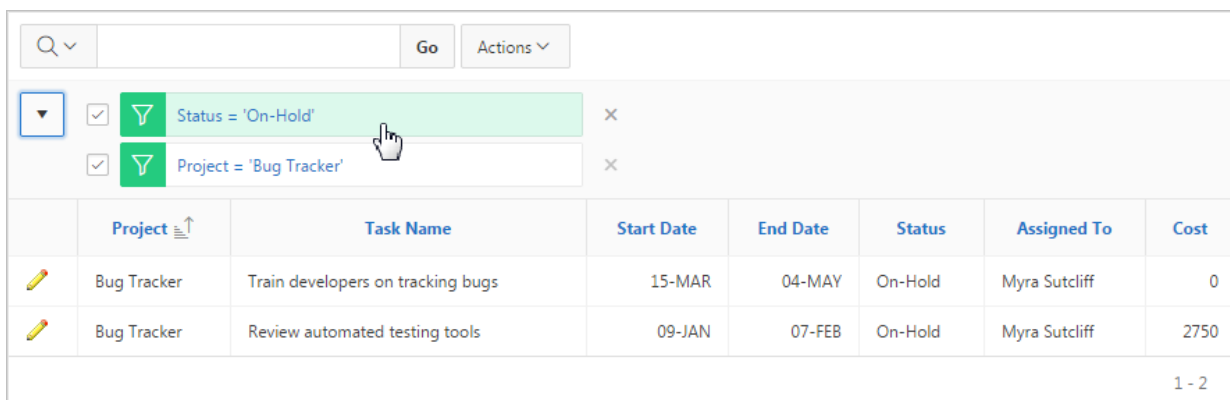 Go Actions
Status = 'On-Hold'
Project = 'Bug Tracker'
Project Task Name Start Date End Date Status Assigned To Cost
Bug Tracker Train developers on tracking bugs 15-MAR 04-MAY On-Hold Myra Sutcliff 0
Bug Tracker Review automated testing tools 09-JAN 07-FEB On-Hold Myra Sutcliff 2750
1 - 2